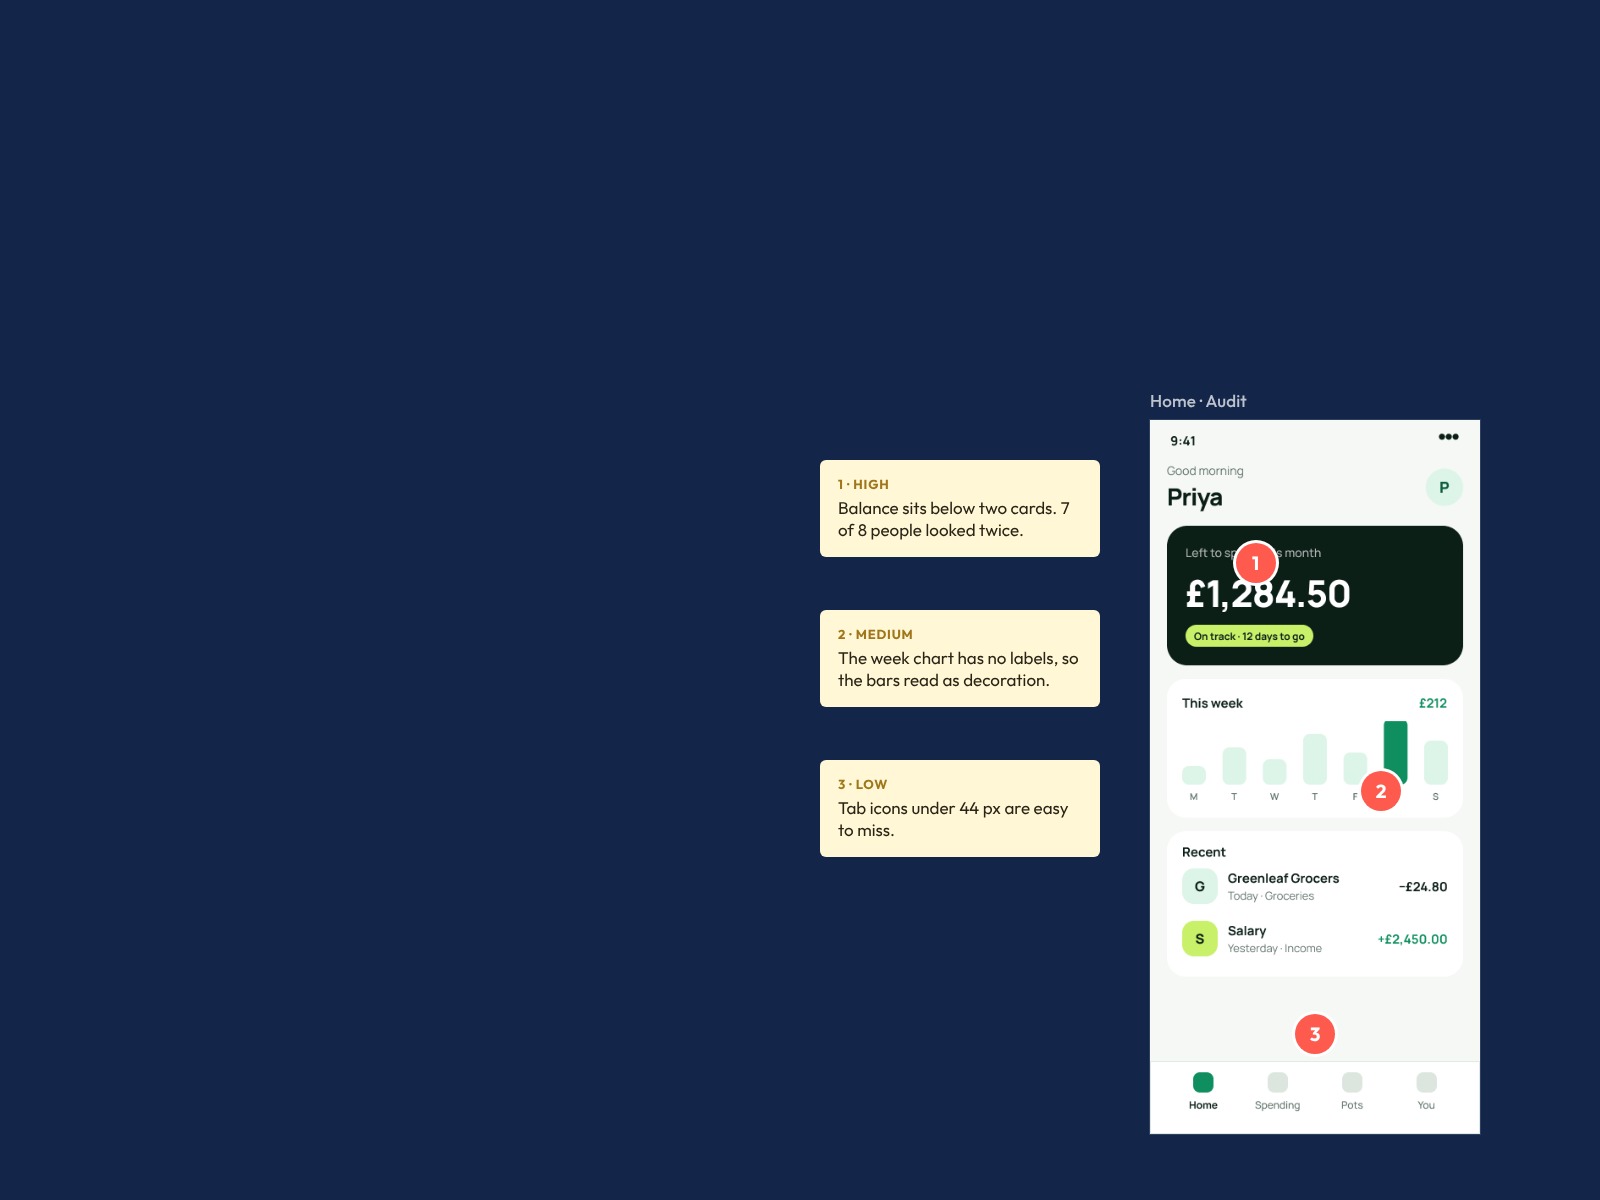 Home · Audit
1 · HIGH
Balance sits below two cards. 7
of 8 people looked twice.
2 · MEDIUM
The week chart has no labels, so
the bars read as decoration.
3 · LOW
Tab icons under 44 px are easy
to miss.
9:41
Good morning
Priya
P
Left to month
1
£1,284.50
On track · 12 days to go
This week
£212
M T W T F S
2
Recent
G
Greenleaf Grocers
Today · Groceries
−£24.80
S
Salary
Yesterday · Income
+£2,450.00
3
Home
Spending
Pots
You